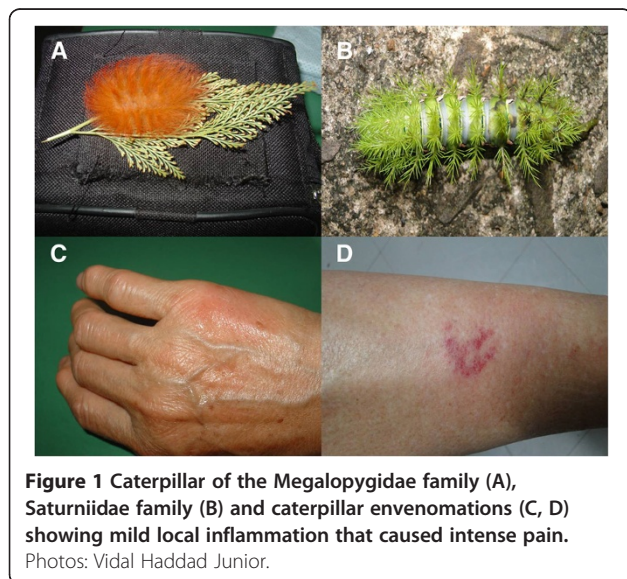 A
B
C
D
Figure 1 Caterpillar of the Megalopygidae family (A),
Saturniidae family (B) and caterpillar envenomations (C, D)
showing mild local inflammation that caused intense pain.
Photos: Vidal Haddad Junior.